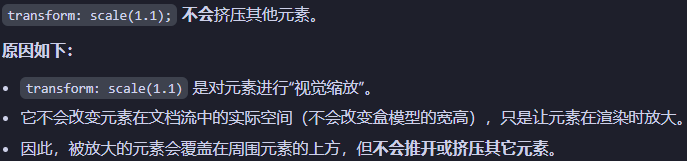 transform: scale(1.1); 不会挤压其他元素。
原因如下：
• transform: scale(1.1) 是对元素进行“视觉缩放”。
• 它不会改变元素在文档流中的实际空间（不会改变盒模型的宽高），只是让元素在渲染时放大。
• 因此，被放大的元素会覆盖在周围元素的上方，但不会推开或挤压其它元素。